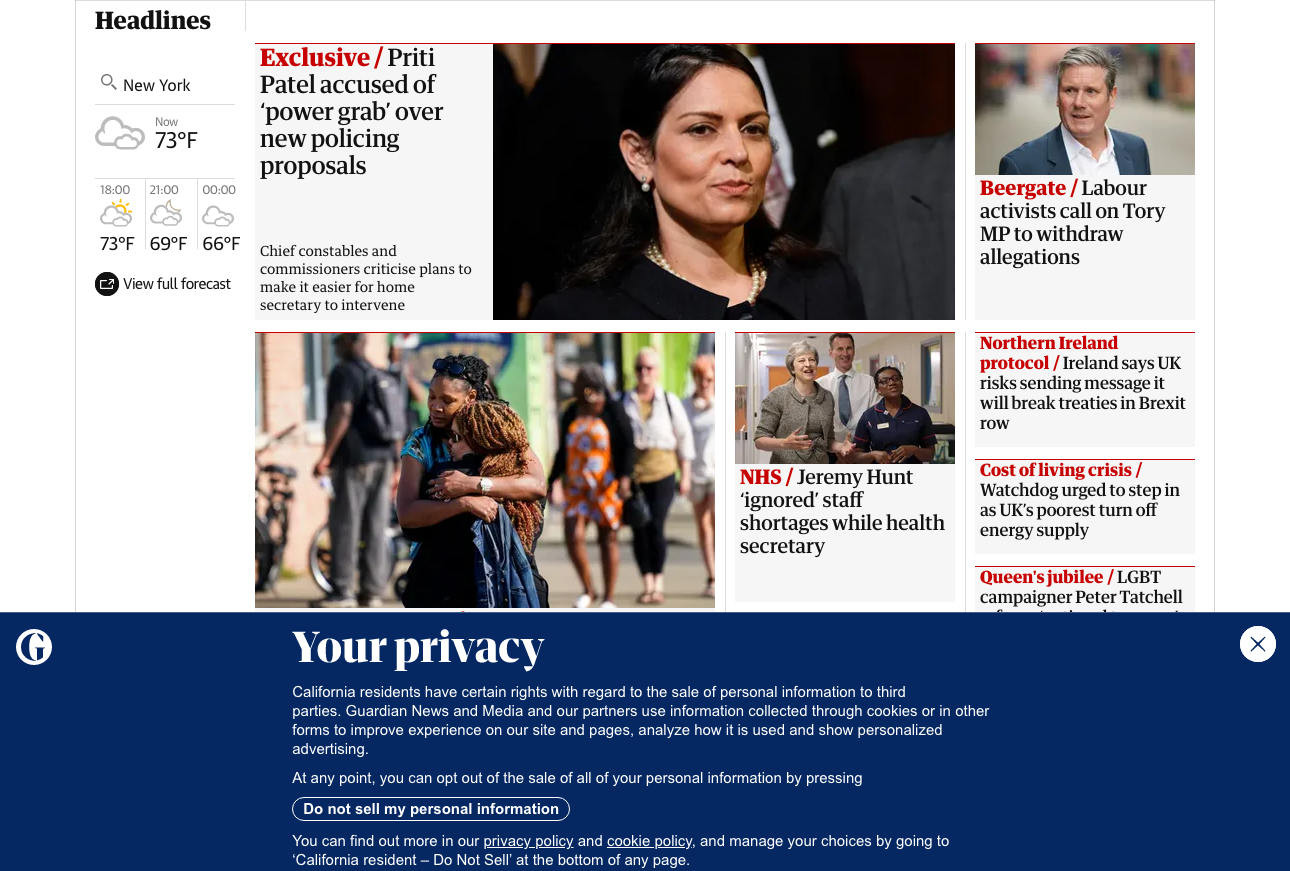 Headlines
New York
Now
73°F
18:00
21:00
00:00
73°F
69°F
66°F
View full forecast
Exclusive / Priti
Patel accused of
‘power grab’ over
new policing
proposals
Chief constables and
commissioners criticise plans to
make it easier for home
secretary to intervene
Beergate / Labour
activists call on Tory
MP to withdraw
allegations
NHS / Jeremy Hunt
‘ignored’ staff
shortages while health
secretary
Northern Ireland
protocol / Ireland says UK
risks sending message it
will break treaties in Brexit
row
Cost of living crisis /
Watchdog urged to step in
as UK’s poorest turn off
energy supply
Queen's jubilee / LGBT
campaigner Peter Tatchell
Your privacy
California residents have certain rights with regard to the sale of personal information to third
parties. Guardian News and Media and our partners use information collected through cookies or in other
forms to improve experience on our site and pages, analyze how it is used and show personalized
advertising.
At any point, you can opt out of the sale of all of your personal information by pressing
Do not sell my personal information
You can find out more in our privacy policy and cookie policy, and manage your choices by going to
‘California resident – Do Not Sell’ at the bottom of any page.